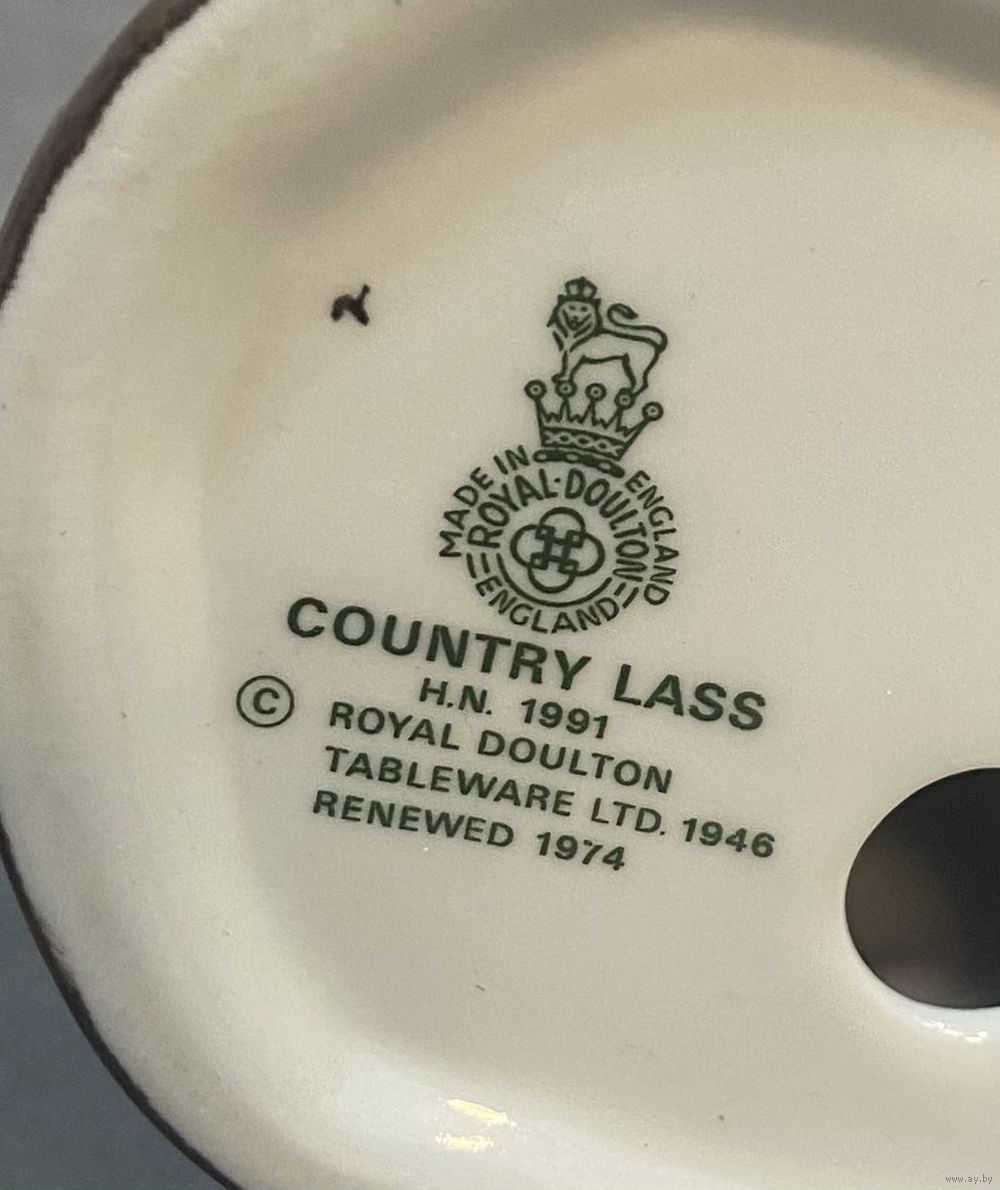 MADE IN ENGLAND
ROYAL·DOULTON
ENGLAND
COUNTRY LASS
H.N. 1991
© ROYAL DOULTON
TABLEWARE LTD. 1946
RENEWED 1974
www.ay.by